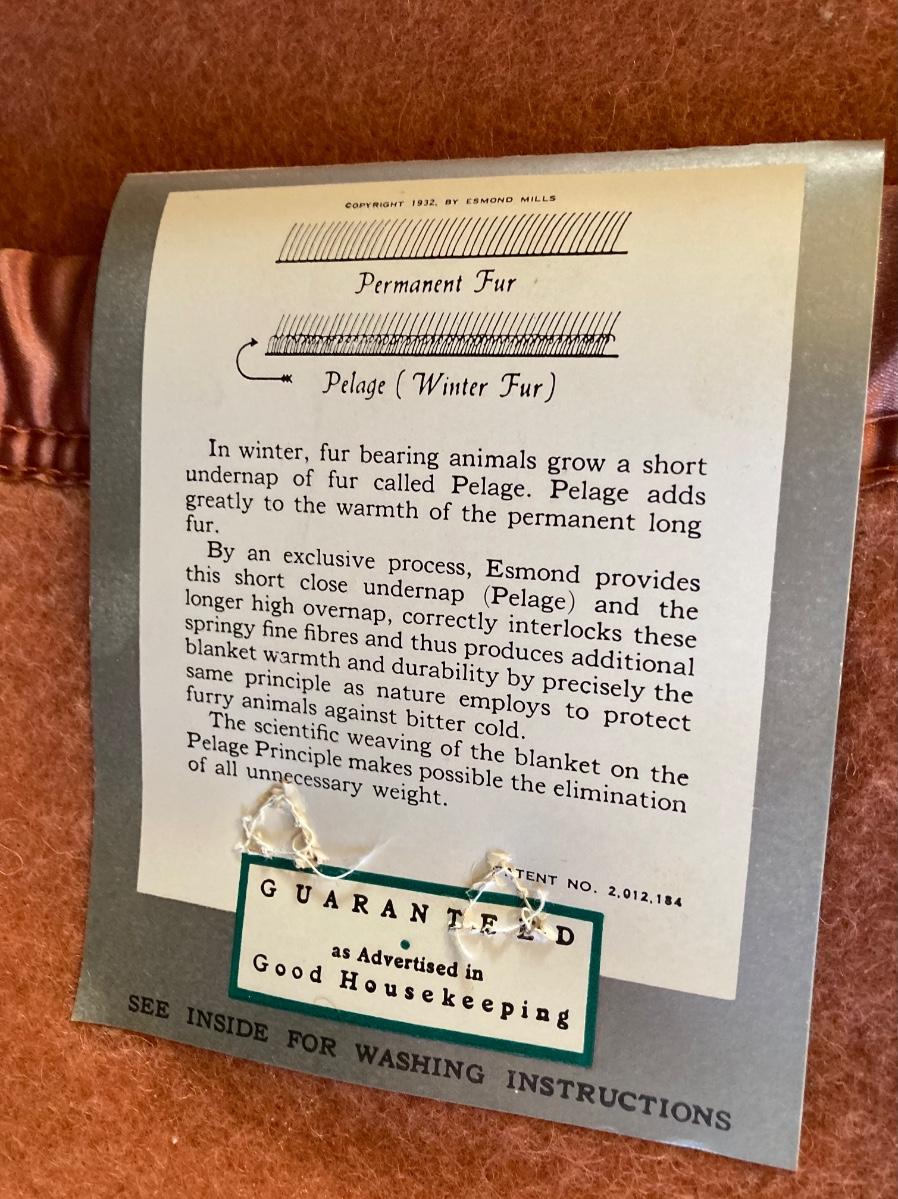 COPYRIGHT 1932, BY ESMOND MILLS
Permanent Fur
Pelage ( Winter Fur )
In winter, fur bearing animals grow a short
undernap of fur called Pelage. Pelage adds
greatly to the warmth of the permanent long
fur.
By an exclusive process, Esmond provides
this short close undernap (Pelage) and the
longer high overnap, correctly interlocks these
springy fine fibres and thus produces additional
blanket warmth and durability by precisely the
same principle as nature employs to protect
furry animals against bitter cold.
The scientific weaving of the blanket on the
Pelage Principle makes possible the elimination
of all unnecessary weight.
PATENT NO. 2,012,184
GUARANTEED
as Advertised in
Good Housekeeping
SEE INSIDE FOR WASHING INSTRUCTIONS